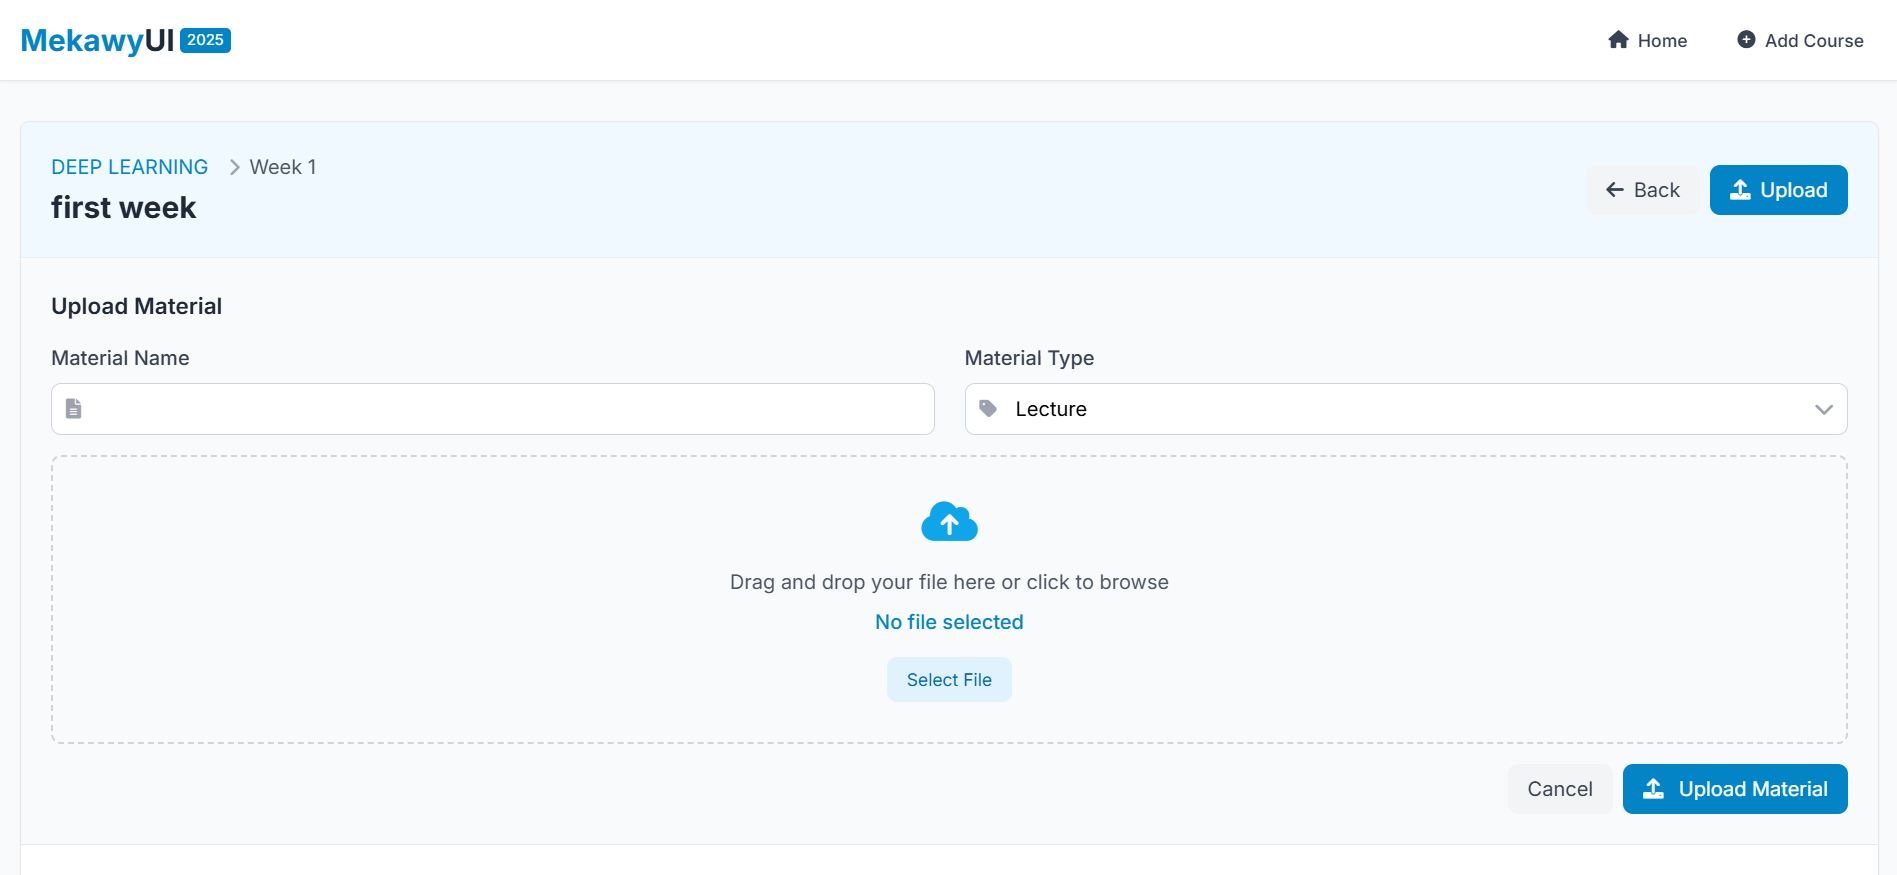 MekawyUI 2025
Home
Add Course
DEEP LEARNING > Week 1
first week
Back
Upload
Upload Material
Material Name
Material Type
Lecture
Drag and drop your file here or click to browse
No file selected
Select File
Cancel
Upload Material